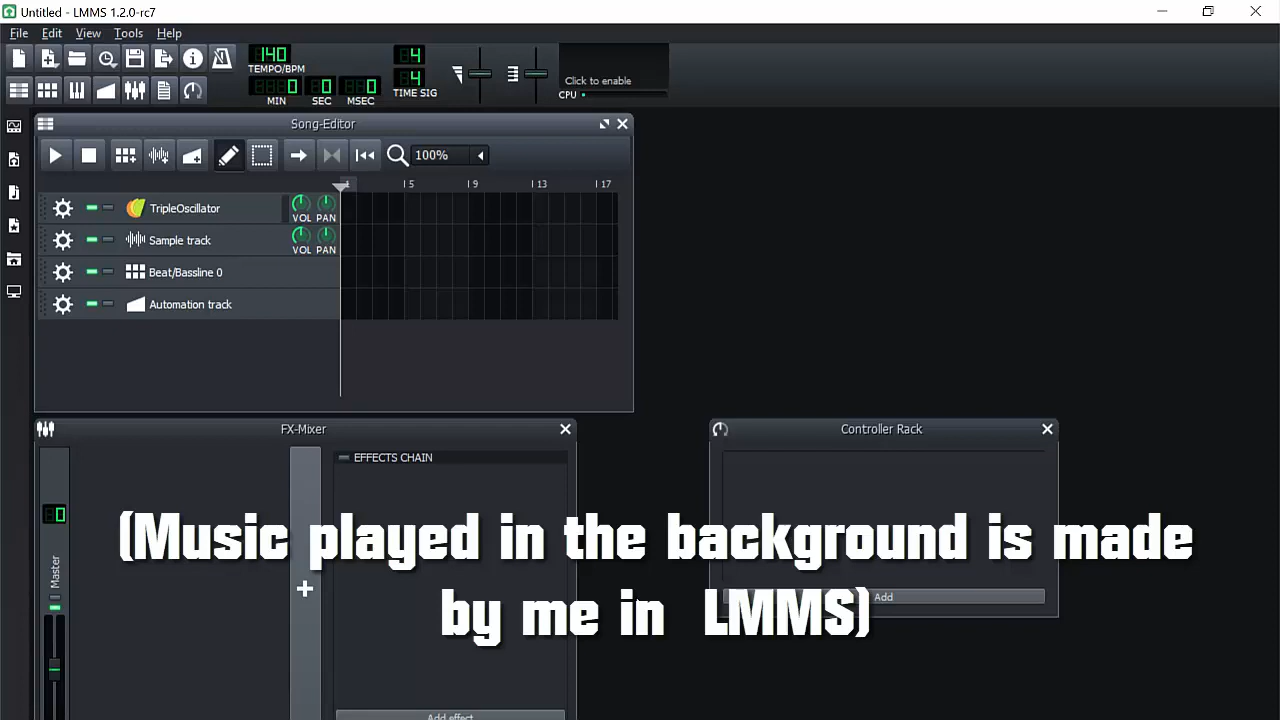 Untitled - LMMS 1.2.0-rc7
File Edit View Tools Help
140
TEMPO/BPM
0 0 0
MIN SEC MSEC
4
4
TIME SIG
Click to enable
CPU
Song-Editor
100%
1 5 9 13 17
TripleOscillator VOL PAN
Sample track VOL PAN
Beat/Bassline 0
Automation track
FX-Mixer
Controller Rack
EFFECTS CHAIN
0
Master
(Music played in the background is made
by me in LMMS)
Add
Add effect